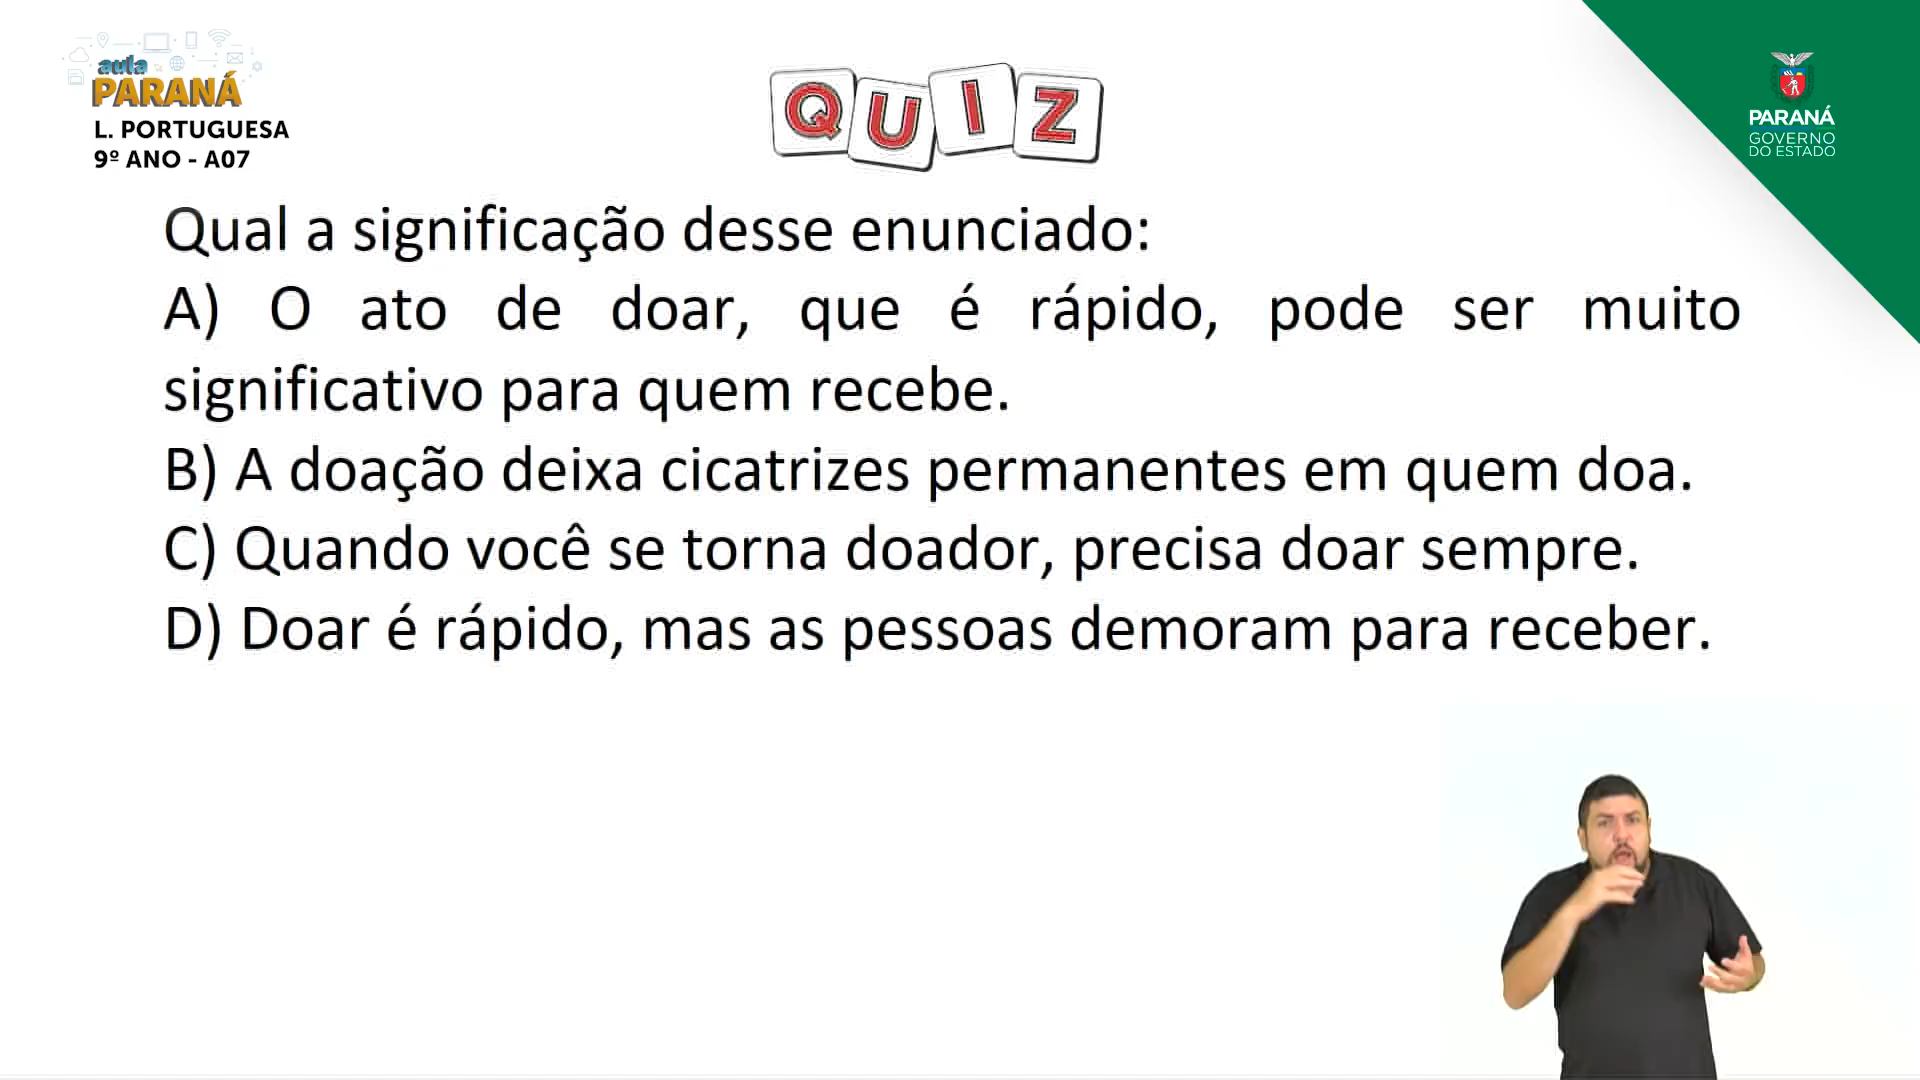 aula
PARANÁ
L. PORTUGUESA
9º ANO - A07
QUIZ
PARANÁ
GOVERNO
DO ESTADO
Qual a significação desse enunciado:
A) O ato de doar, que é rápido, pode ser muito
significativo para quem recebe.
B) A doação deixa cicatrizes permanentes em quem doa.
C) Quando você se torna doador, precisa doar sempre.
D) Doar é rápido, mas as pessoas demoram para receber.